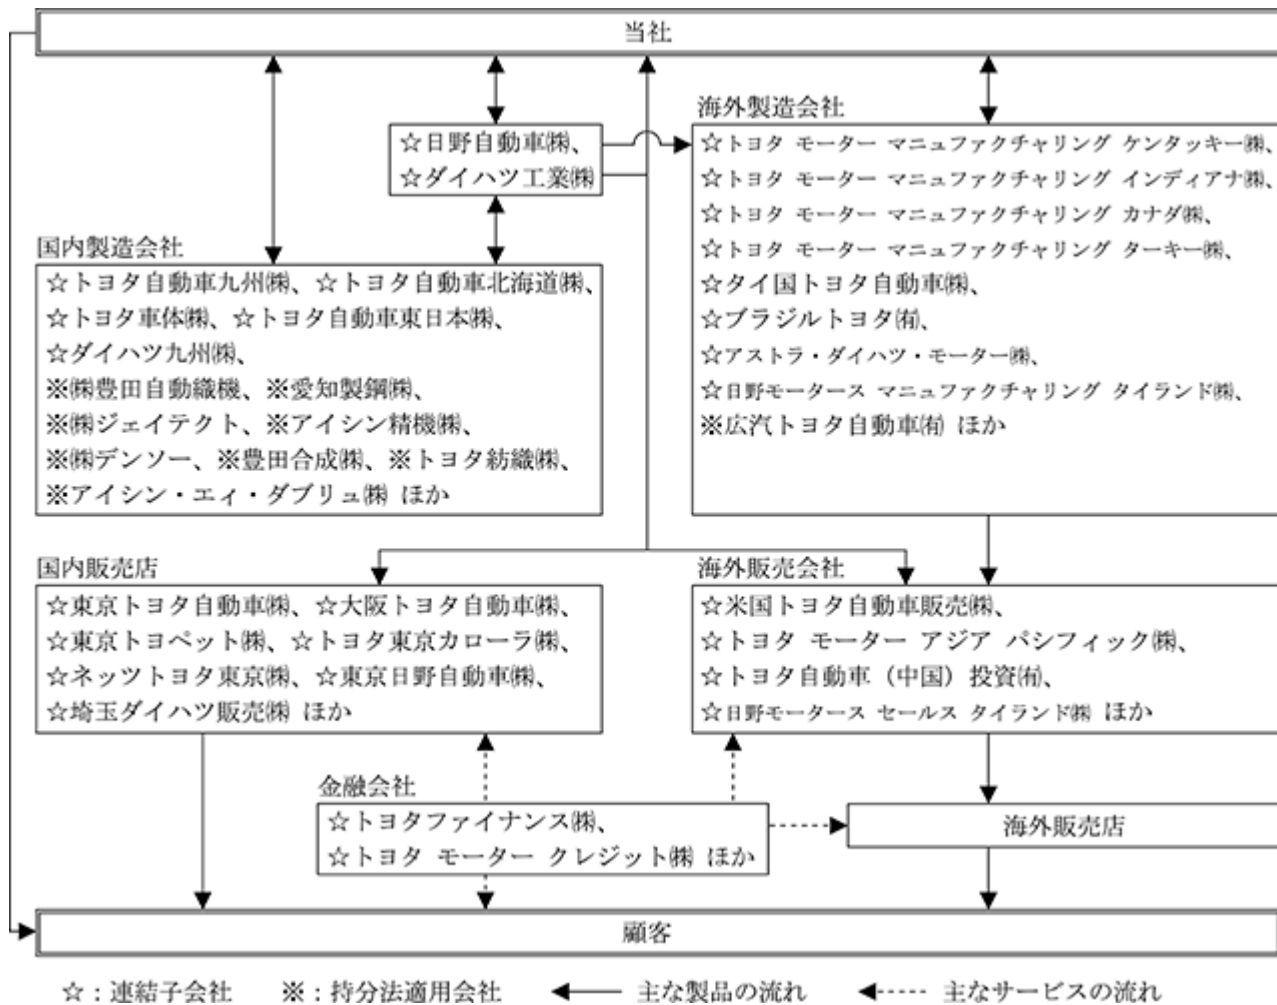 当社
☆日野自動車㈱、
☆ダイハツ工業㈱
海外製造会社
☆トヨタ モーター マニュファクチャリング ケンタッキー㈱、
☆トヨタ モーター マニュファクチャリング インディアナ㈱、
☆トヨタ モーター マニュファクチャリング カナダ㈱、
☆トヨタ モーター マニュファクチャリング ターキー㈱、
☆タイ国トヨタ自動車㈱、
☆ブラジルトヨタ㈲、
☆アストラ・ダイハツ・モーター㈱、
☆日野モータース マニュファクチャリング タイランド㈱、
※広汽トヨタ自動車㈲ ほか
国内製造会社
☆トヨタ自動車九州㈱、☆トヨタ自動車北海道㈱、
☆トヨタ車体㈱、☆トヨタ自動車東日本㈱、
☆ダイハツ九州㈱、
※㈱豊田自動織機、※愛知製鋼㈱、
※㈱ジェイテクト、※アイシン精機㈱、
※㈱デンソー、※豊田合成㈱、※トヨタ紡織㈱、
※アイシン・エィ・ダブリュ㈱ ほか
国内販売店
☆東京トヨタ自動車㈱、☆大阪トヨタ自動車㈱、
☆東京トヨペット㈱、☆トヨタ東京カローラ㈱、
☆ネッツトヨタ東京㈱、☆東京日野自動車㈱、
☆埼玉ダイハツ販売㈱ ほか
海外販売会社
☆米国トヨタ自動車販売㈱、
☆トヨタ モーター アジア パシフィック㈱、
☆トヨタ自動車（中国）投資㈲、
☆日野モータース セールス タイランド㈱ ほか
金融会社
☆トヨタファイナンス㈱、
☆トヨタ モーター クレジット㈱ ほか
海外販売店
顧客
☆：連結子会社 ※：持分法適用会社 主な製品の流れ 主なサービスの流れ